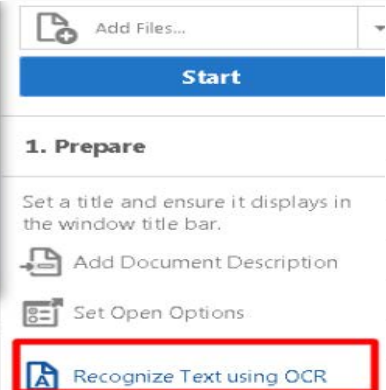 Add Files...
Start
1. Prepare
Set a title and ensure it displays in
the window title bar.
Add Document Description
Set Open Options
Recognize Text using OCR